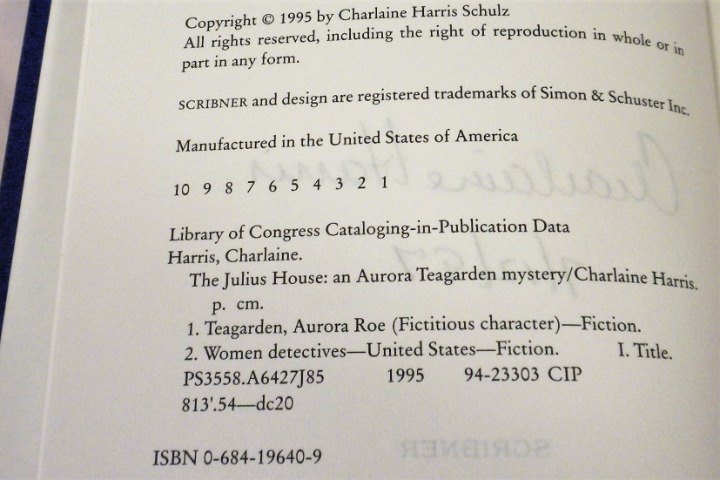 Copyright © 1995 by Charlaine Harris Schulz
All rights reserved, including the right of reproduction in whole or in
part in any form.
SCRIBNER and design are registered trademarks of Simon & Schuster Inc.
Manufactured in the United States of America
10 9 8 7 6 5 4 3 2 1
Library of Congress Cataloging-in-Publication Data
Harris, Charlaine.
The Julius House: an Aurora Teagarden mystery/Charlaine Harris.
p. cm.
1. Teagarden, Aurora Roe (Fictitious character)—Fiction.
2. Women detectives—United States—Fiction. I. Title.
PS3558.A6427J85 1995 94-23303 CIP
813'.54—dc20
ISBN 0-684-19640-9
SCRIBNER
Charlaine Harris